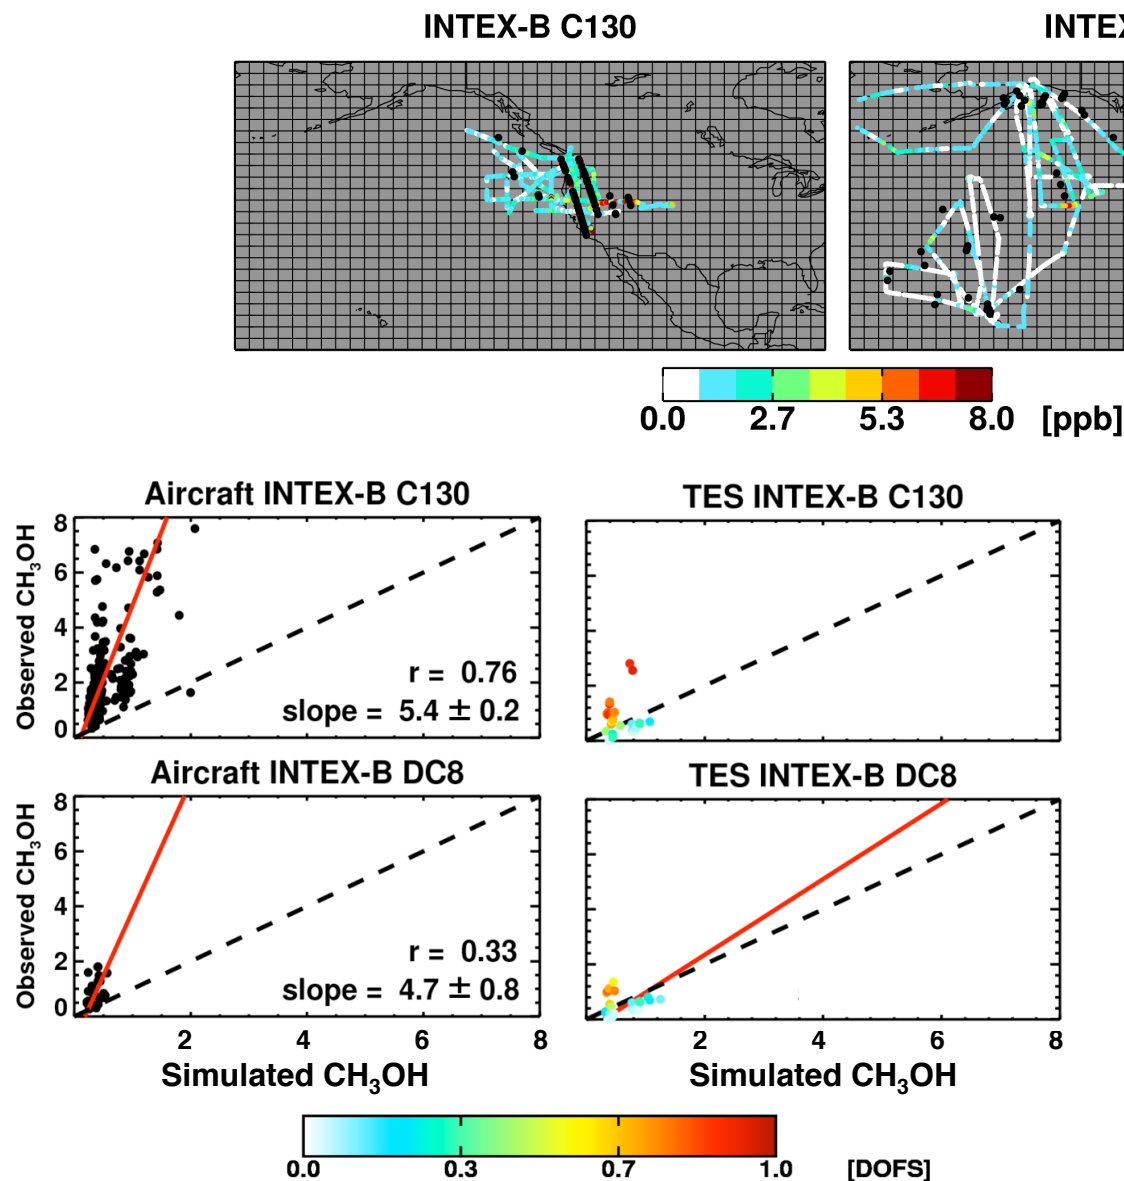 INTEX-B C130
INTEX
0.0 2.7 5.3 8.0 [ppb]
Aircraft INTEX-B C130
TES INTEX-B C130
Observed CH₃OH
8
6
4
2
0
r = 0.76
slope = 5.4 ± 0.2
Aircraft INTEX-B DC8
TES INTEX-B DC8
Observed CH₃OH
8
6
4
2
0
r = 0.33
slope = 4.7 ± 0.8
2 4 6 8
2 4 6 8
Simulated CH₃OH
Simulated CH₃OH
0.0 0.3 0.7 1.0 [DOFS]